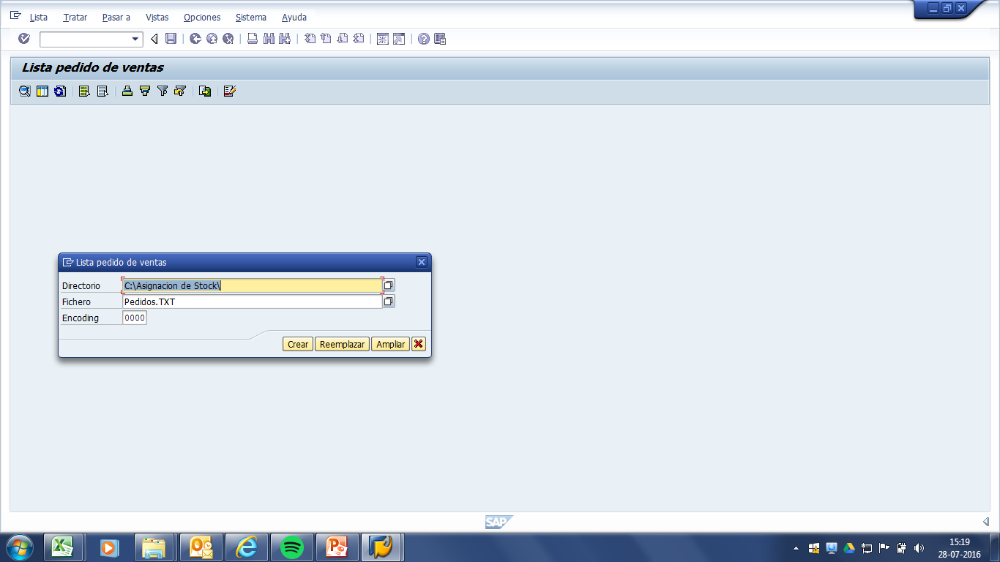 Lista Tratar Pasar a Vistas Opciones Sistema Ayuda
Lista pedido de ventas
Lista pedido de ventas
Directorio C:\Asignacion de Stock\
Fichero Pedidos.TXT
Encoding 0000
Crear Reemplazar Ampliar
SAP
15:19
28-07-2016